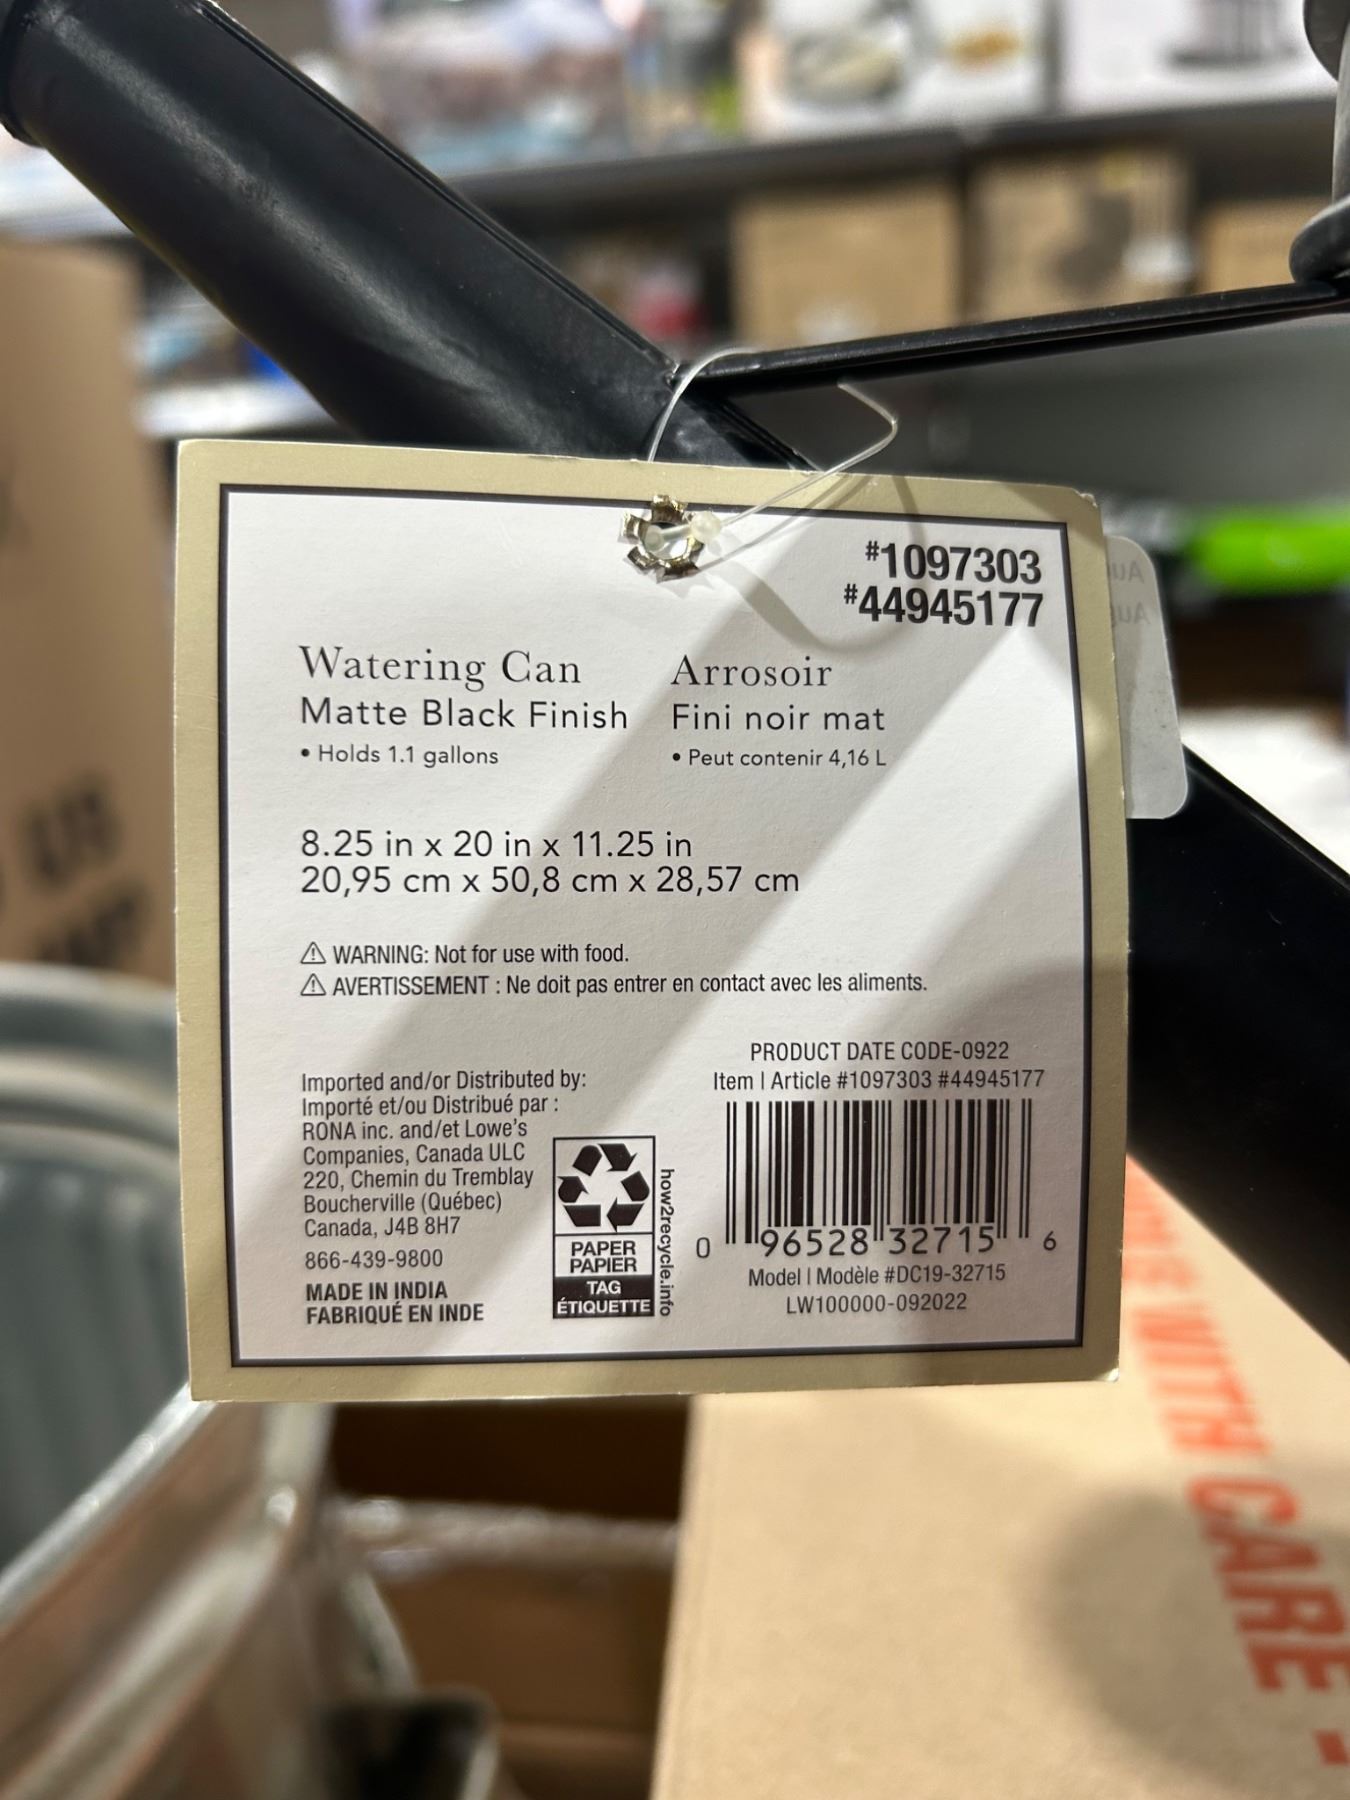 #1097303
#44945177
Watering Can
Matte Black Finish
• Holds 1.1 gallons
Arrosoir
Fini noir mat
• Peut contenir 4,16 L
8.25 in x 20 in x 11.25 in
20,95 cm x 50,8 cm x 28,57 cm
⚠ WARNING: Not for use with food.
⚠ AVERTISSEMENT : Ne doit pas entrer en contact avec les aliments.
Imported and/or Distributed by:
Importé et/ou Distribué par :
RONA inc. and/et Lowe's
Companies, Canada ULC
220, Chemin du Tremblay
Boucherville (Québec)
Canada, J4B 8H7
866-439-9800
MADE IN INDIA
FABRIQUÉ EN INDE
PAPER
PAPIER
TAG
ÉTIQUETTE
how2recycle.info
PRODUCT DATE CODE-0922
Item | Article #1097303 #44945177
0 96528 32715 6
Model | Modèle #DC19-32715
LW100000-092022
WITH CARE